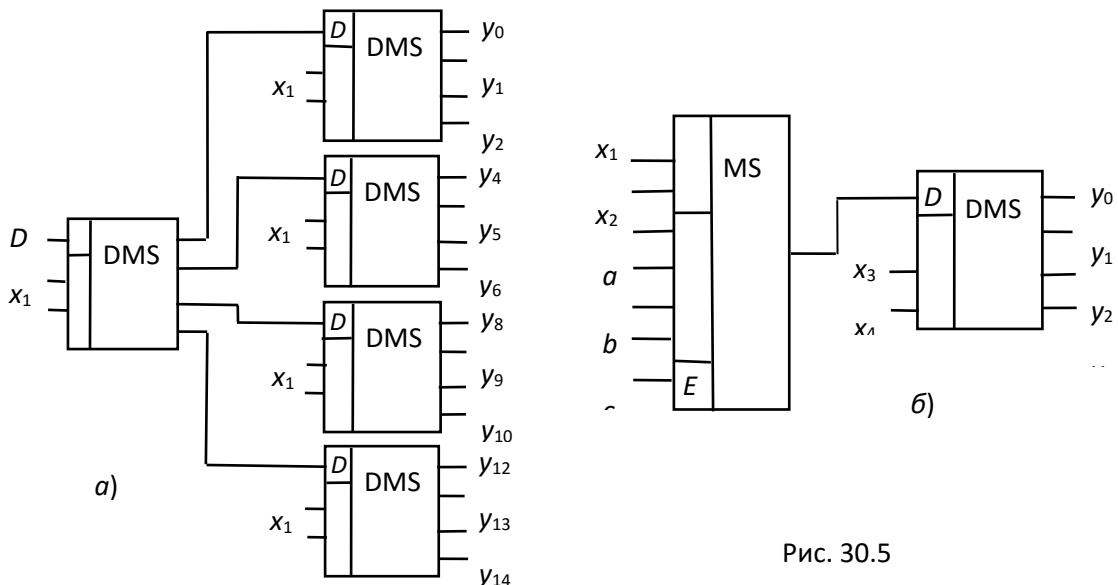 D
DMS
x1
D
DMS
x1
y0
y1
y2
D
DMS
x1
y4
y5
y6
D
DMS
x1
y8
y9
y10
D
DMS
x1
y12
y13
y14
а)
x1
x2
a
b
MS
E
D
DMS
x3
y0
y1
y2
б)
Рис. 30.5